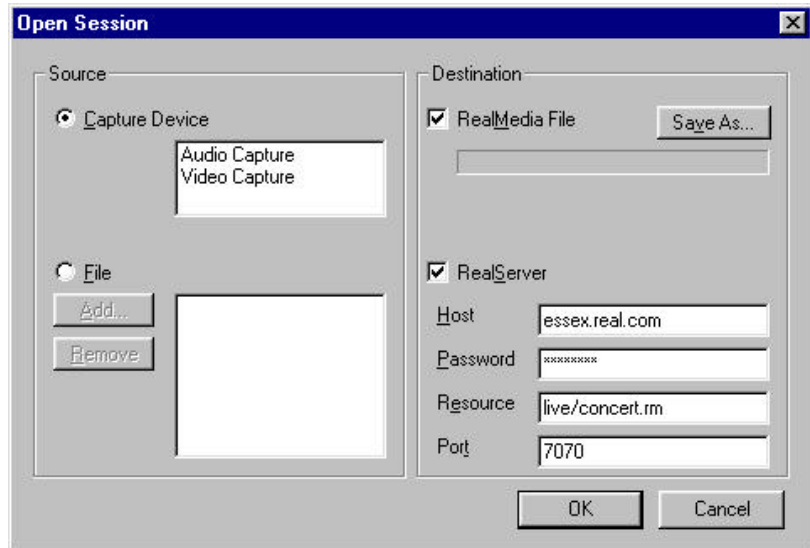 Open Session
Source
Capture Device
Audio Capture
Video Capture
File
Add...
Remove
Destination
RealMedia File
Save As...
RealServer
Host
essex.real.com
Password
xxxxxxxx
Resource
live/concert.rm
Port
7070
OK
Cancel